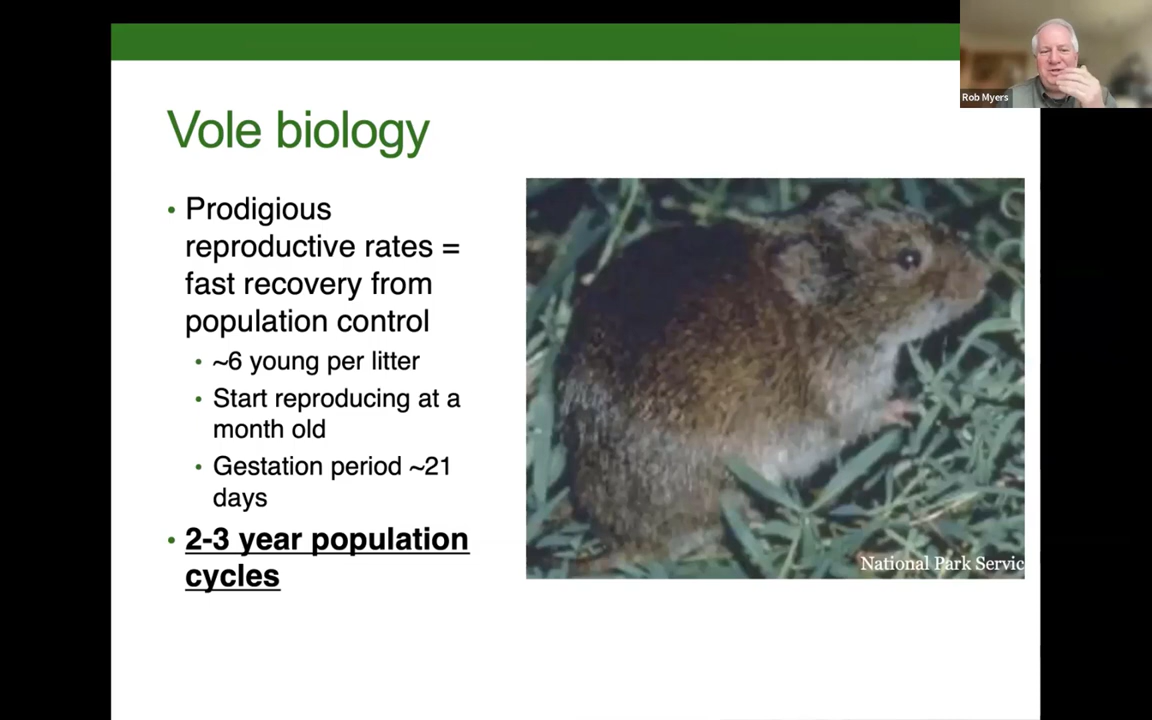 Rob Myers
Vole biology
• Prodigious
reproductive rates =
fast recovery from
population control
• ~6 young per litter
• Start reproducing at a
month old
• Gestation period ~21
days
• 2-3 year population
cycles
National Park Servic